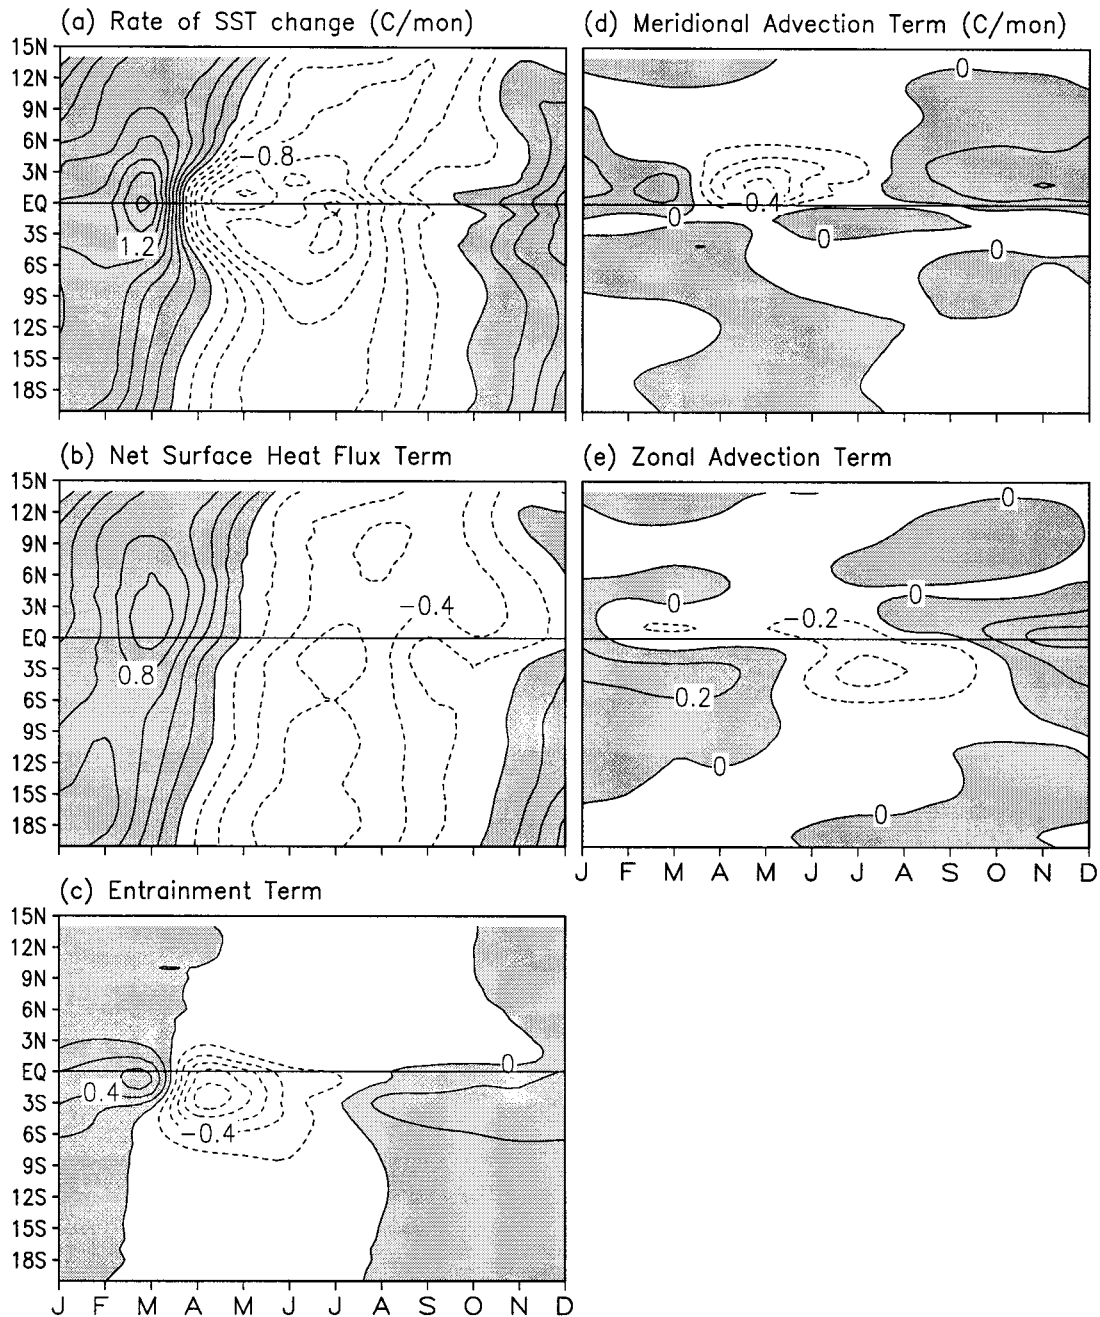 (a) Rate of SST change (C/mon)
15N
12N
9N
6N
3N
EQ
3S
6S
9S
12S
15S
18S
-0.8
1.2
(d) Meridional Advection Term (C/mon)
0
0
-0.4
0
0
(b) Net Surface Heat Flux Term
15N
12N
9N
6N
3N
EQ
3S
6S
9S
12S
15S
18S
-0.4
0.8
(e) Zonal Advection Term
0
0
0
-0.2
0.2
0
0
J F M A M J J A S O N D
(c) Entrainment Term
15N
12N
9N
6N
3N
EQ
3S
6S
9S
12S
15S
18S
0
0.4
-0.4
J F M A M J J A S O N D